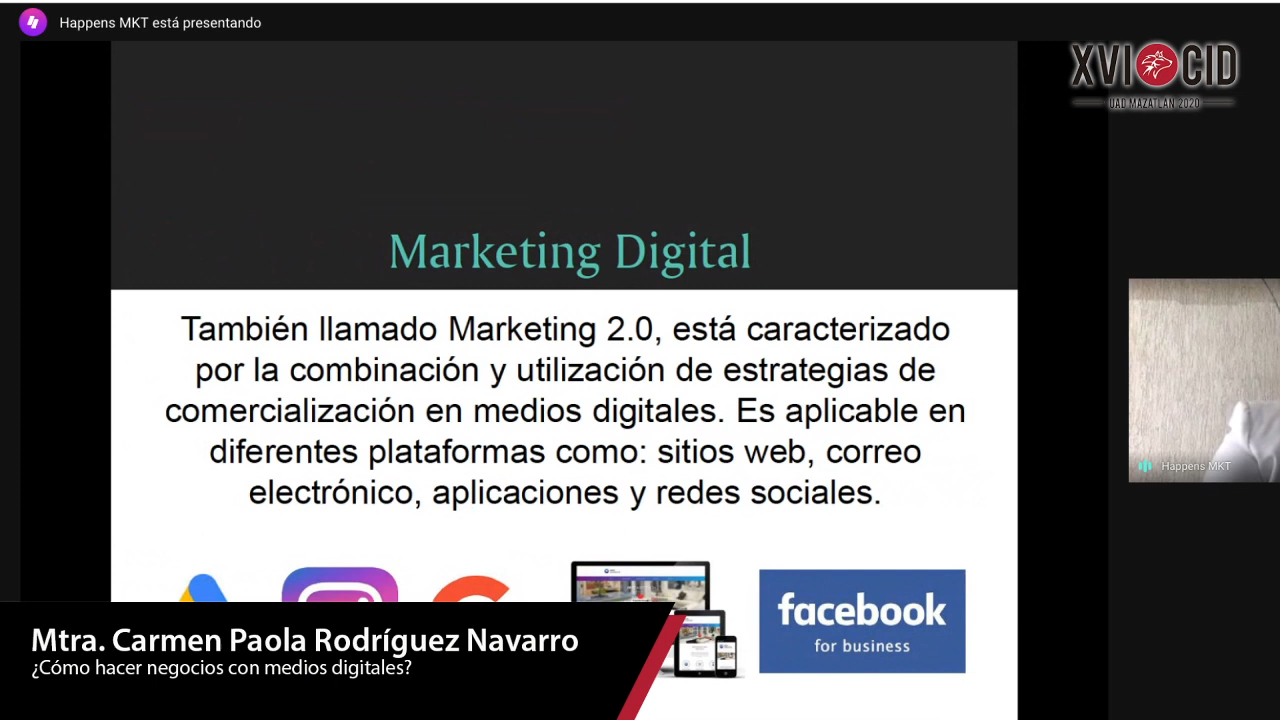 Happens MKT está presentando
XVI CID
UAD MAZATLÁN 2020
Marketing Digital
También llamado Marketing 2.0, está caracterizado
por la combinación y utilización de estrategias de
comercialización en medios digitales. Es aplicable en
diferentes plataformas como: sitios web, correo
electrónico, aplicaciones y redes sociales.
Happens MKT
facebook
for business
Mtra. Carmen Paola Rodríguez Navarro
¿Cómo hacer negocios con medios digitales?